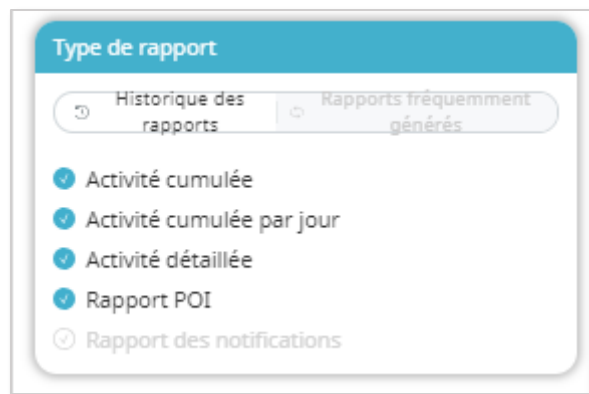 Type de rapport
Historique des
rapports
Rapports fréquemment
générés
Activité cumulée
Activité cumulée par jour
Activité détaillée
Rapport POI
Rapport des notifications